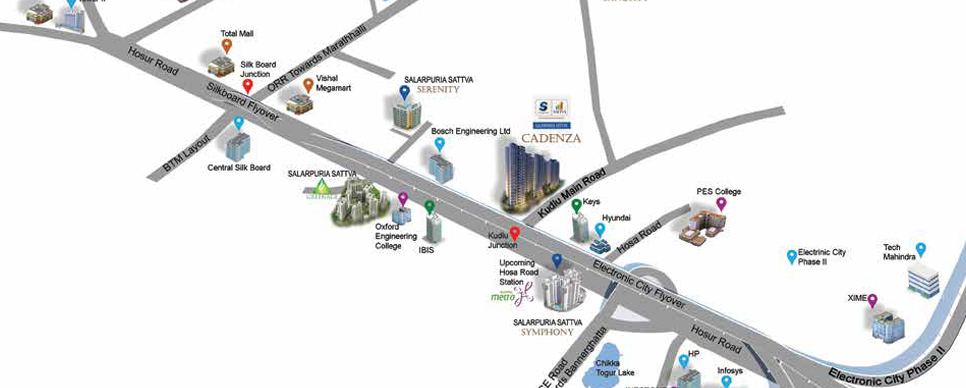 Hosur Road
Total Mall
Silk Board
Junction
ORR Towards Marathhalli
Silkboard Flyover
Vishal
Megamart
SALARPURIA SATTVA
SERENITY
BTM Layout
Central Silk Board
Bosch Engineering Ltd
CADENZA
SALARPURIA SATTVA
GREENAGE
Oxford
Engineering
College
IBIS
Kudlu Main Road
Keys
Hyundai
Kudlu
Junction
Hosa Road
PES College
Upcoming
Hosa Road
Station
metro
SALARPURIA SATTVA
SYMPHONY
Electronic City Flyover
Electrinic City
Phase II
Tech
Mahindra
XIME
Hosur Road
Chikka
Togur Lake
HP
Infosys
Electronic City Phase II